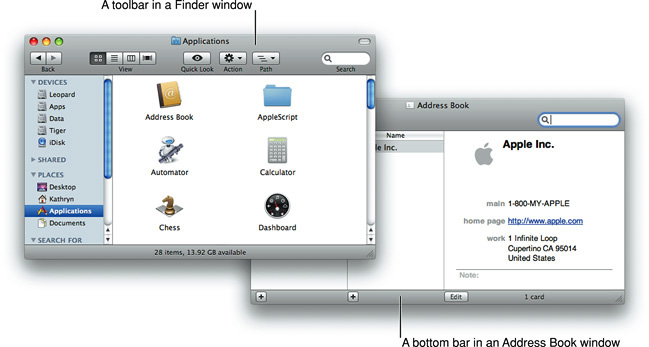 A toolbar in a Finder window
Applications
Back
View
Quick Look
Action
Path
Search
DEVICES
Leopard
Apps
Data
Tiger
iDisk
SHARED
PLACES
Desktop
Kathryn
Applications
Documents
SEARCH FOR
Address Book
AppleScript
Automator
Calculator
Chess
Dashboard
28 items, 13.92 GB available
Address Book
Name
Inc.
Apple Inc.
main 1-800-MY-APPLE
home page http://www.apple.com
work 1 Infinite Loop
Cupertino CA 95014
United States
Note:
Edit
1 card
A bottom bar in an Address Book window